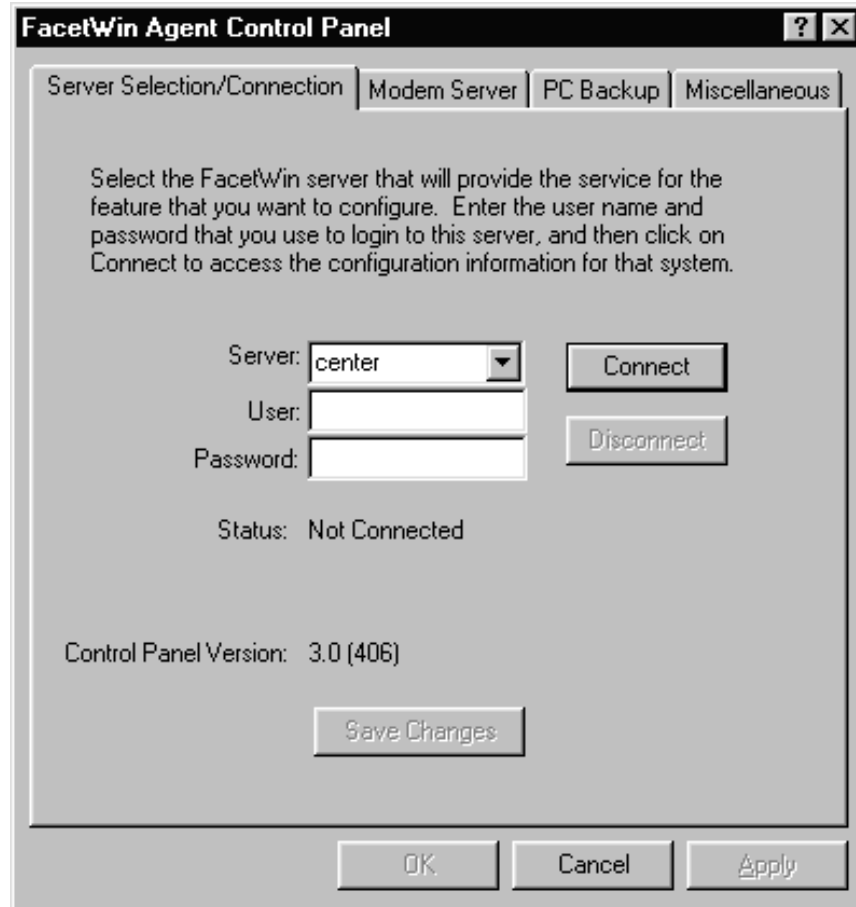 FacetWin Agent Control Panel
Server Selection/Connection Modem Server PC Backup Miscellaneous
Select the FacetWin server that will provide the service for the
feature that you want to configure. Enter the user name and
password that you use to login to this server, and then click on
Connect to access the configuration information for that system.
Server: center Connect
User:
Disconnect
Password:
Status: Not Connected
Control Panel Version: 3.0 (406)
Save Changes
OK Cancel Apply